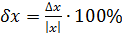 δx = Δx/|x| · 100%